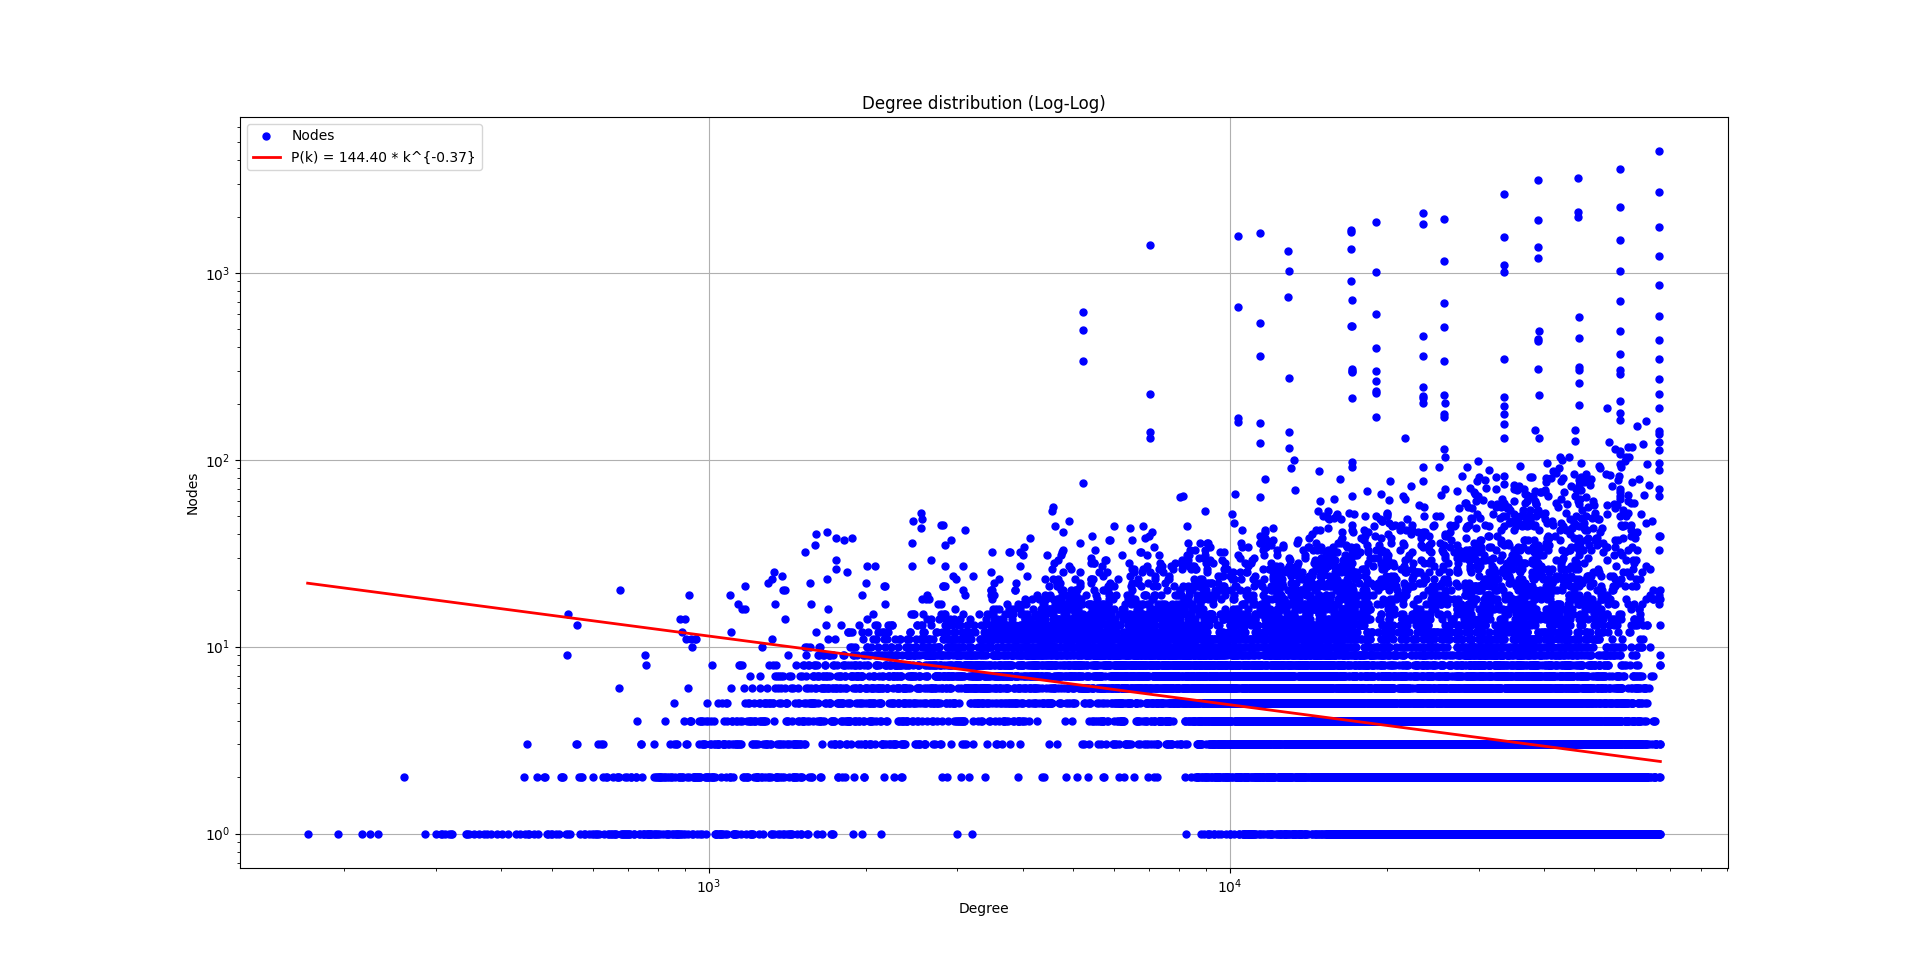 Degree distribution (Log-Log)
Nodes
P(k) = 144.40 * k^{-0.37}
10^3
10^2
10^1
10^0
Nodes
10^3
10^4
Degree